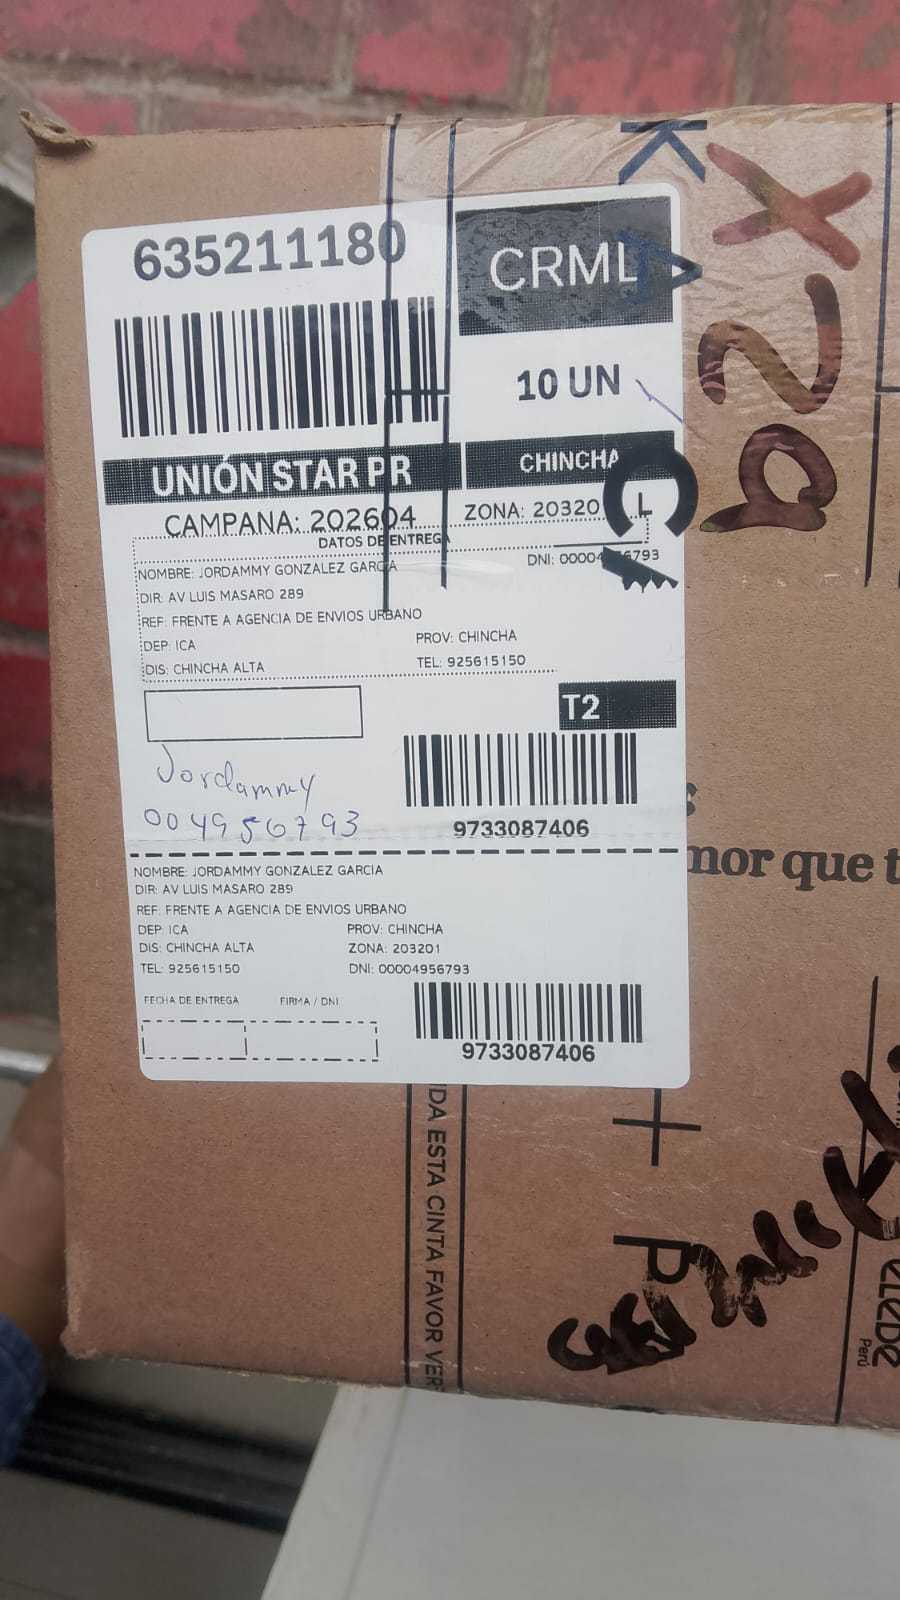 635211180
CRML
10 UN
UNIÓN STAR PR
CHINCHA
CAMPANA: 202604
ZONA: 20320
L
DATOS DE ENTREGA
NOMBRE: JORDAMMY GONZALEZ GARCIA
DNI: 00004956793
DIR: AV LUIS MASARO 289
REF: FRENTE A AGENCIA DE ENVIOS URBANO
DEP: ICA
PROV: CHINCHA
DIS: CHINCHA ALTA
TEL: 925615150
T2
Jordammy
004956793
9733087406
NOMBRE: JORDAMMY GONZALEZ GARCIA
DIR: AV LUIS MASARO 289
REF: FRENTE A AGENCIA DE ENVIOS URBANO
DEP: ICA
PROV: CHINCHA
DIS: CHINCHA ALTA
ZONA: 203201
TEL: 925615150
DNI: 00004956793
FECHA DE ENTREGA
FIRMA / DNI
9733087406
X29
mor que t
DA ESTA CINTA FAVOR VER
Perú